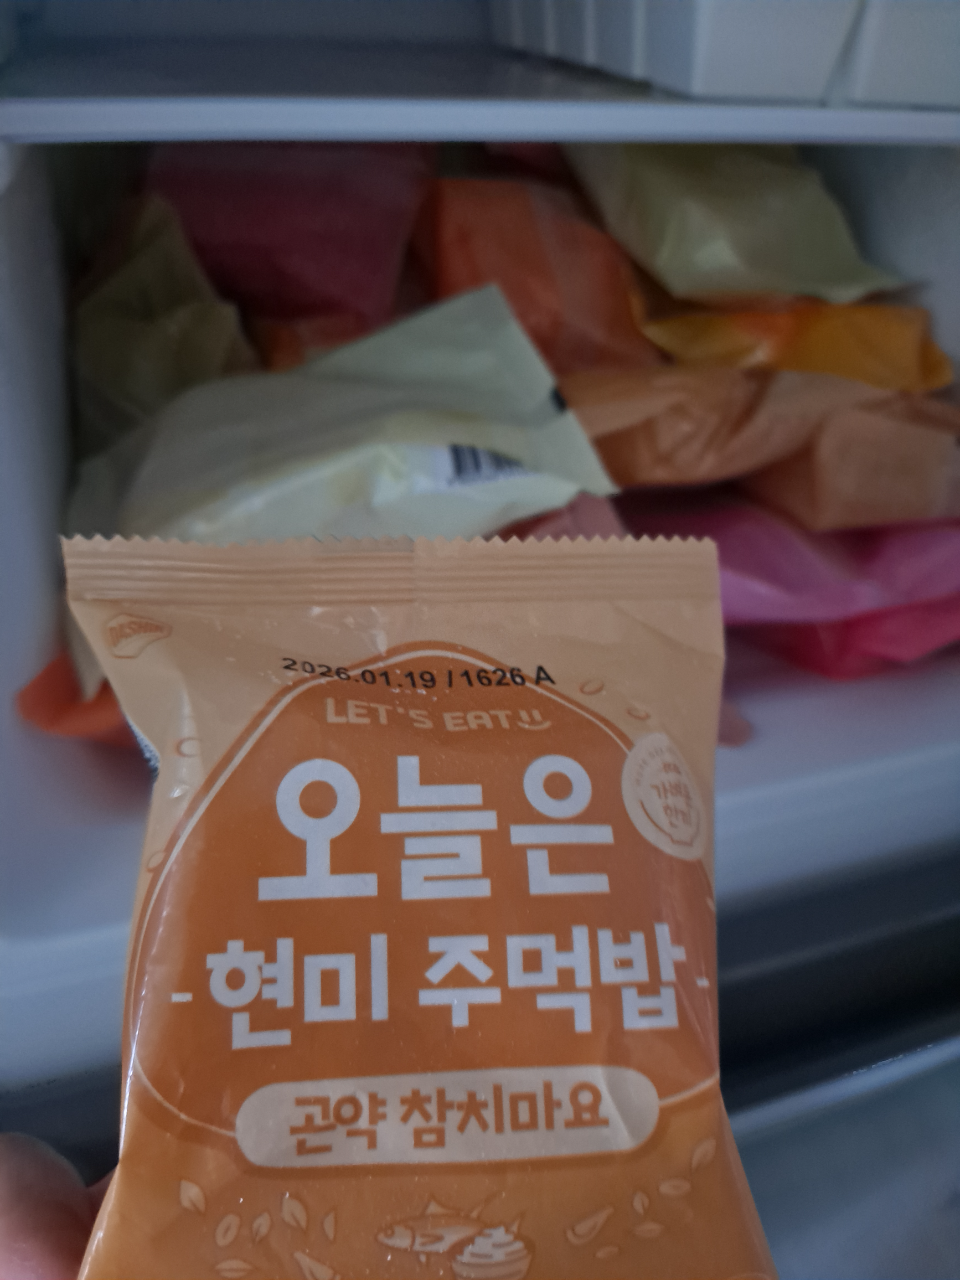 2026.01.19 / 1626 A
LET'S EAT
오늘은
현미 주먹밥
곤약 참치마요